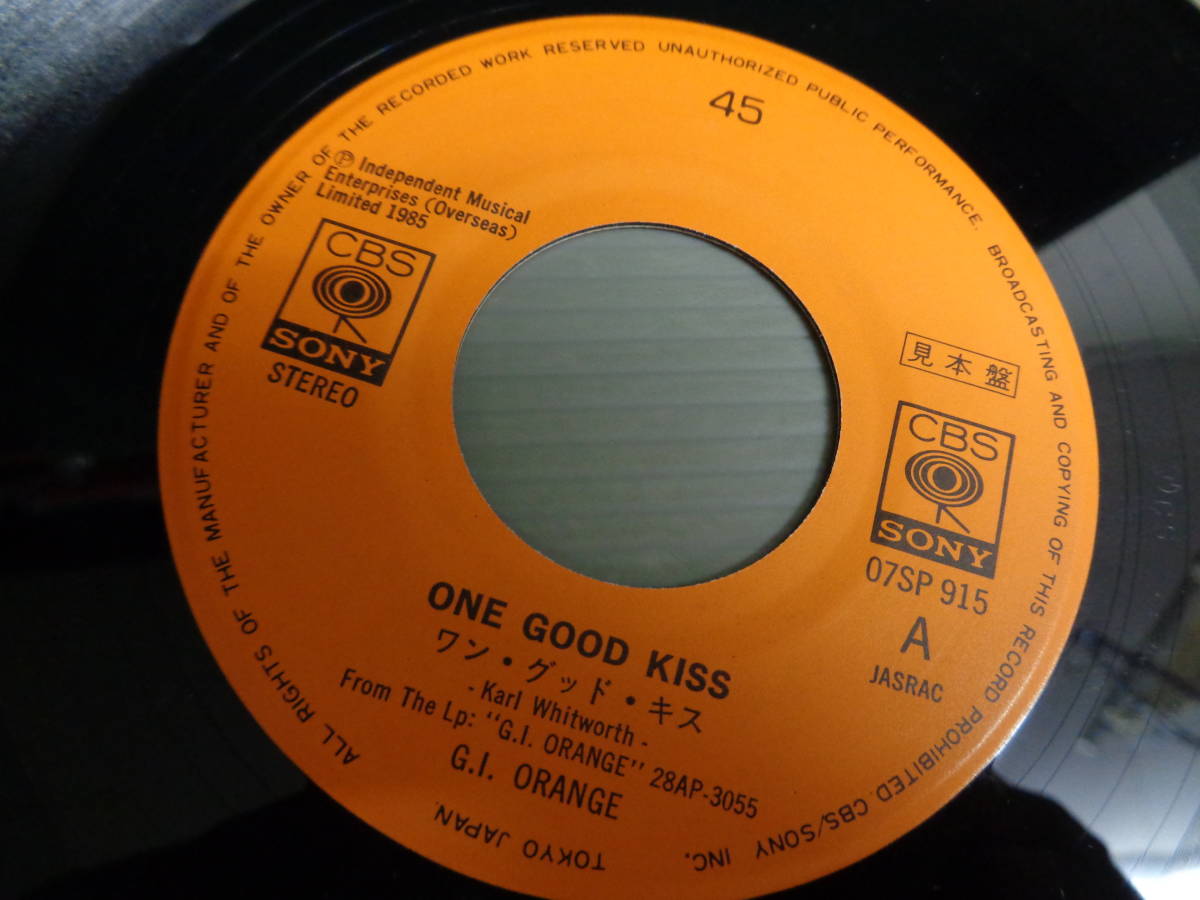 ALL RIGHTS OF THE MANUFACTURER AND OF THE OWNER OF THE RECORDED WORK RESERVED UNAUTHORIZED PUBLIC PERFORMANCE. BROADCASTING AND COPYING OF THIS RECORD PROHIBITED. CBS/SONY INC. TOKYO JAPAN.
45
Ⓟ Independent Musical
Enterprises (Overseas)
Limited 1985
CBS
SONY
STEREO
見本盤
CBS
SONY
07SP 915
A
JASRAC
ONE GOOD KISS
ワン・グッド・キス
- Karl Whitworth -
From The Lp: "G.I. ORANGE" 28AP-3055
G.I. ORANGE